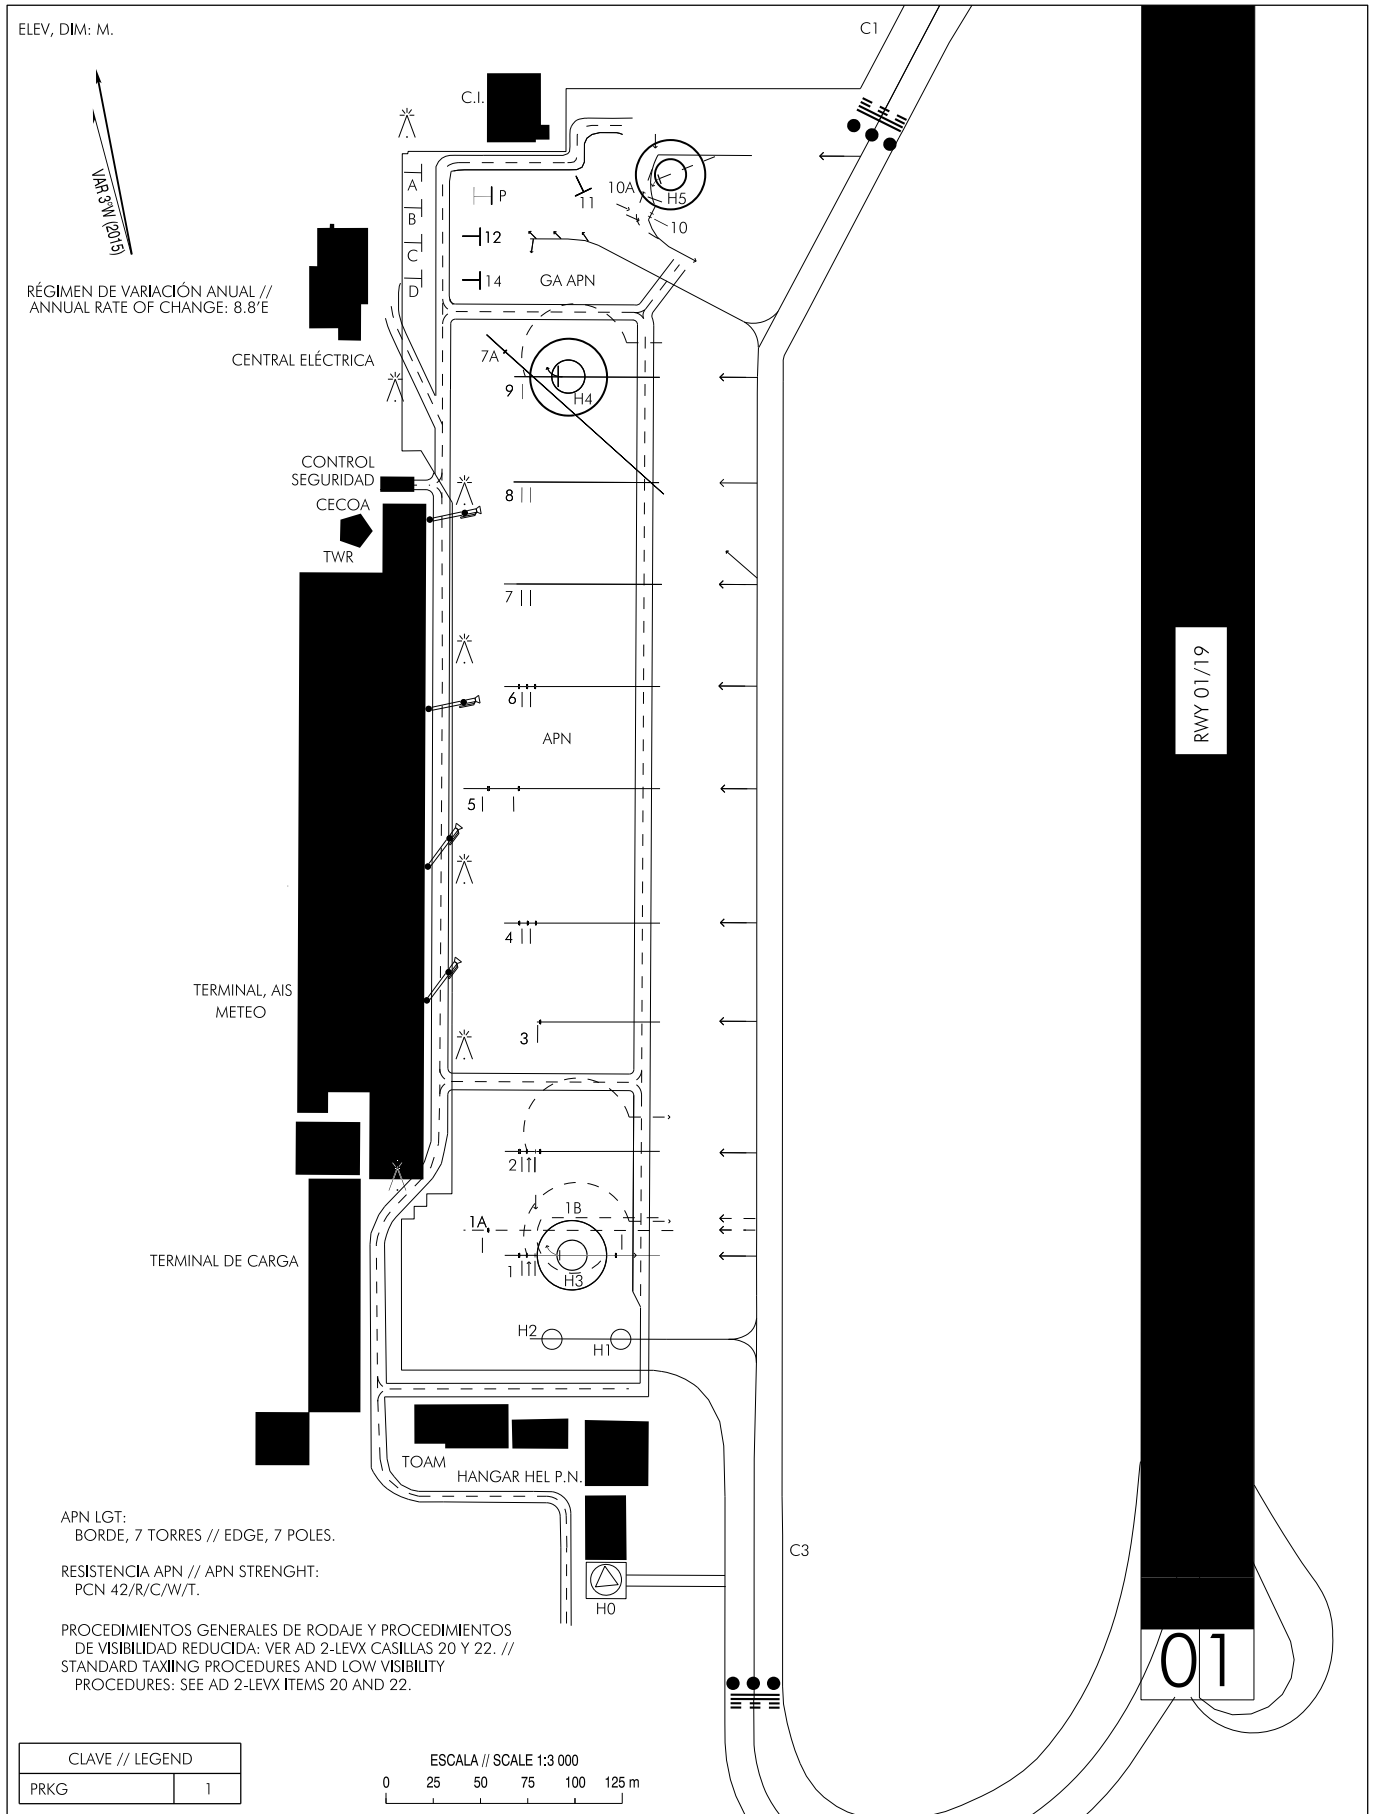 ELEV, DIM: M.
C1
C.I.
VAR 3°W (2015)
A
P
11
10A
H5
B
12
10
C
D
14
GA APN
RÉGIMEN DE VARIACIÓN ANUAL //
ANNUAL RATE OF CHANGE: 8.8'E
CENTRAL ELÉCTRICA
7A
9
H4
CONTROL
SEGURIDAD
8
CECOA
TWR
7
RWY 01/19
6
APN
5
4
TERMINAL, AIS
METEO
3
2
1A
1B
TERMINAL DE CARGA
1
H3
H2
H1
TOAM
HANGAR HEL P.N.
APN LGT:
BORDE, 7 TORRES // EDGE, 7 POLES.
C3
RESISTENCIA APN // APN STRENGHT:
PCN 42/R/C/W/T.
H0
PROCEDIMIENTOS GENERALES DE RODAJE Y PROCEDIMIENTOS
DE VISIBILIDAD REDUCIDA: VER AD 2-LEVX CASILLAS 20 Y 22. //
STANDARD TAXIING PROCEDURES AND LOW VISIBILITY
PROCEDURES: SEE AD 2-LEVX ITEMS 20 AND 22.
01
CLAVE // LEGEND
PRKG 1
ESCALA // SCALE 1:3 000
0 25 50 75 100 125 m